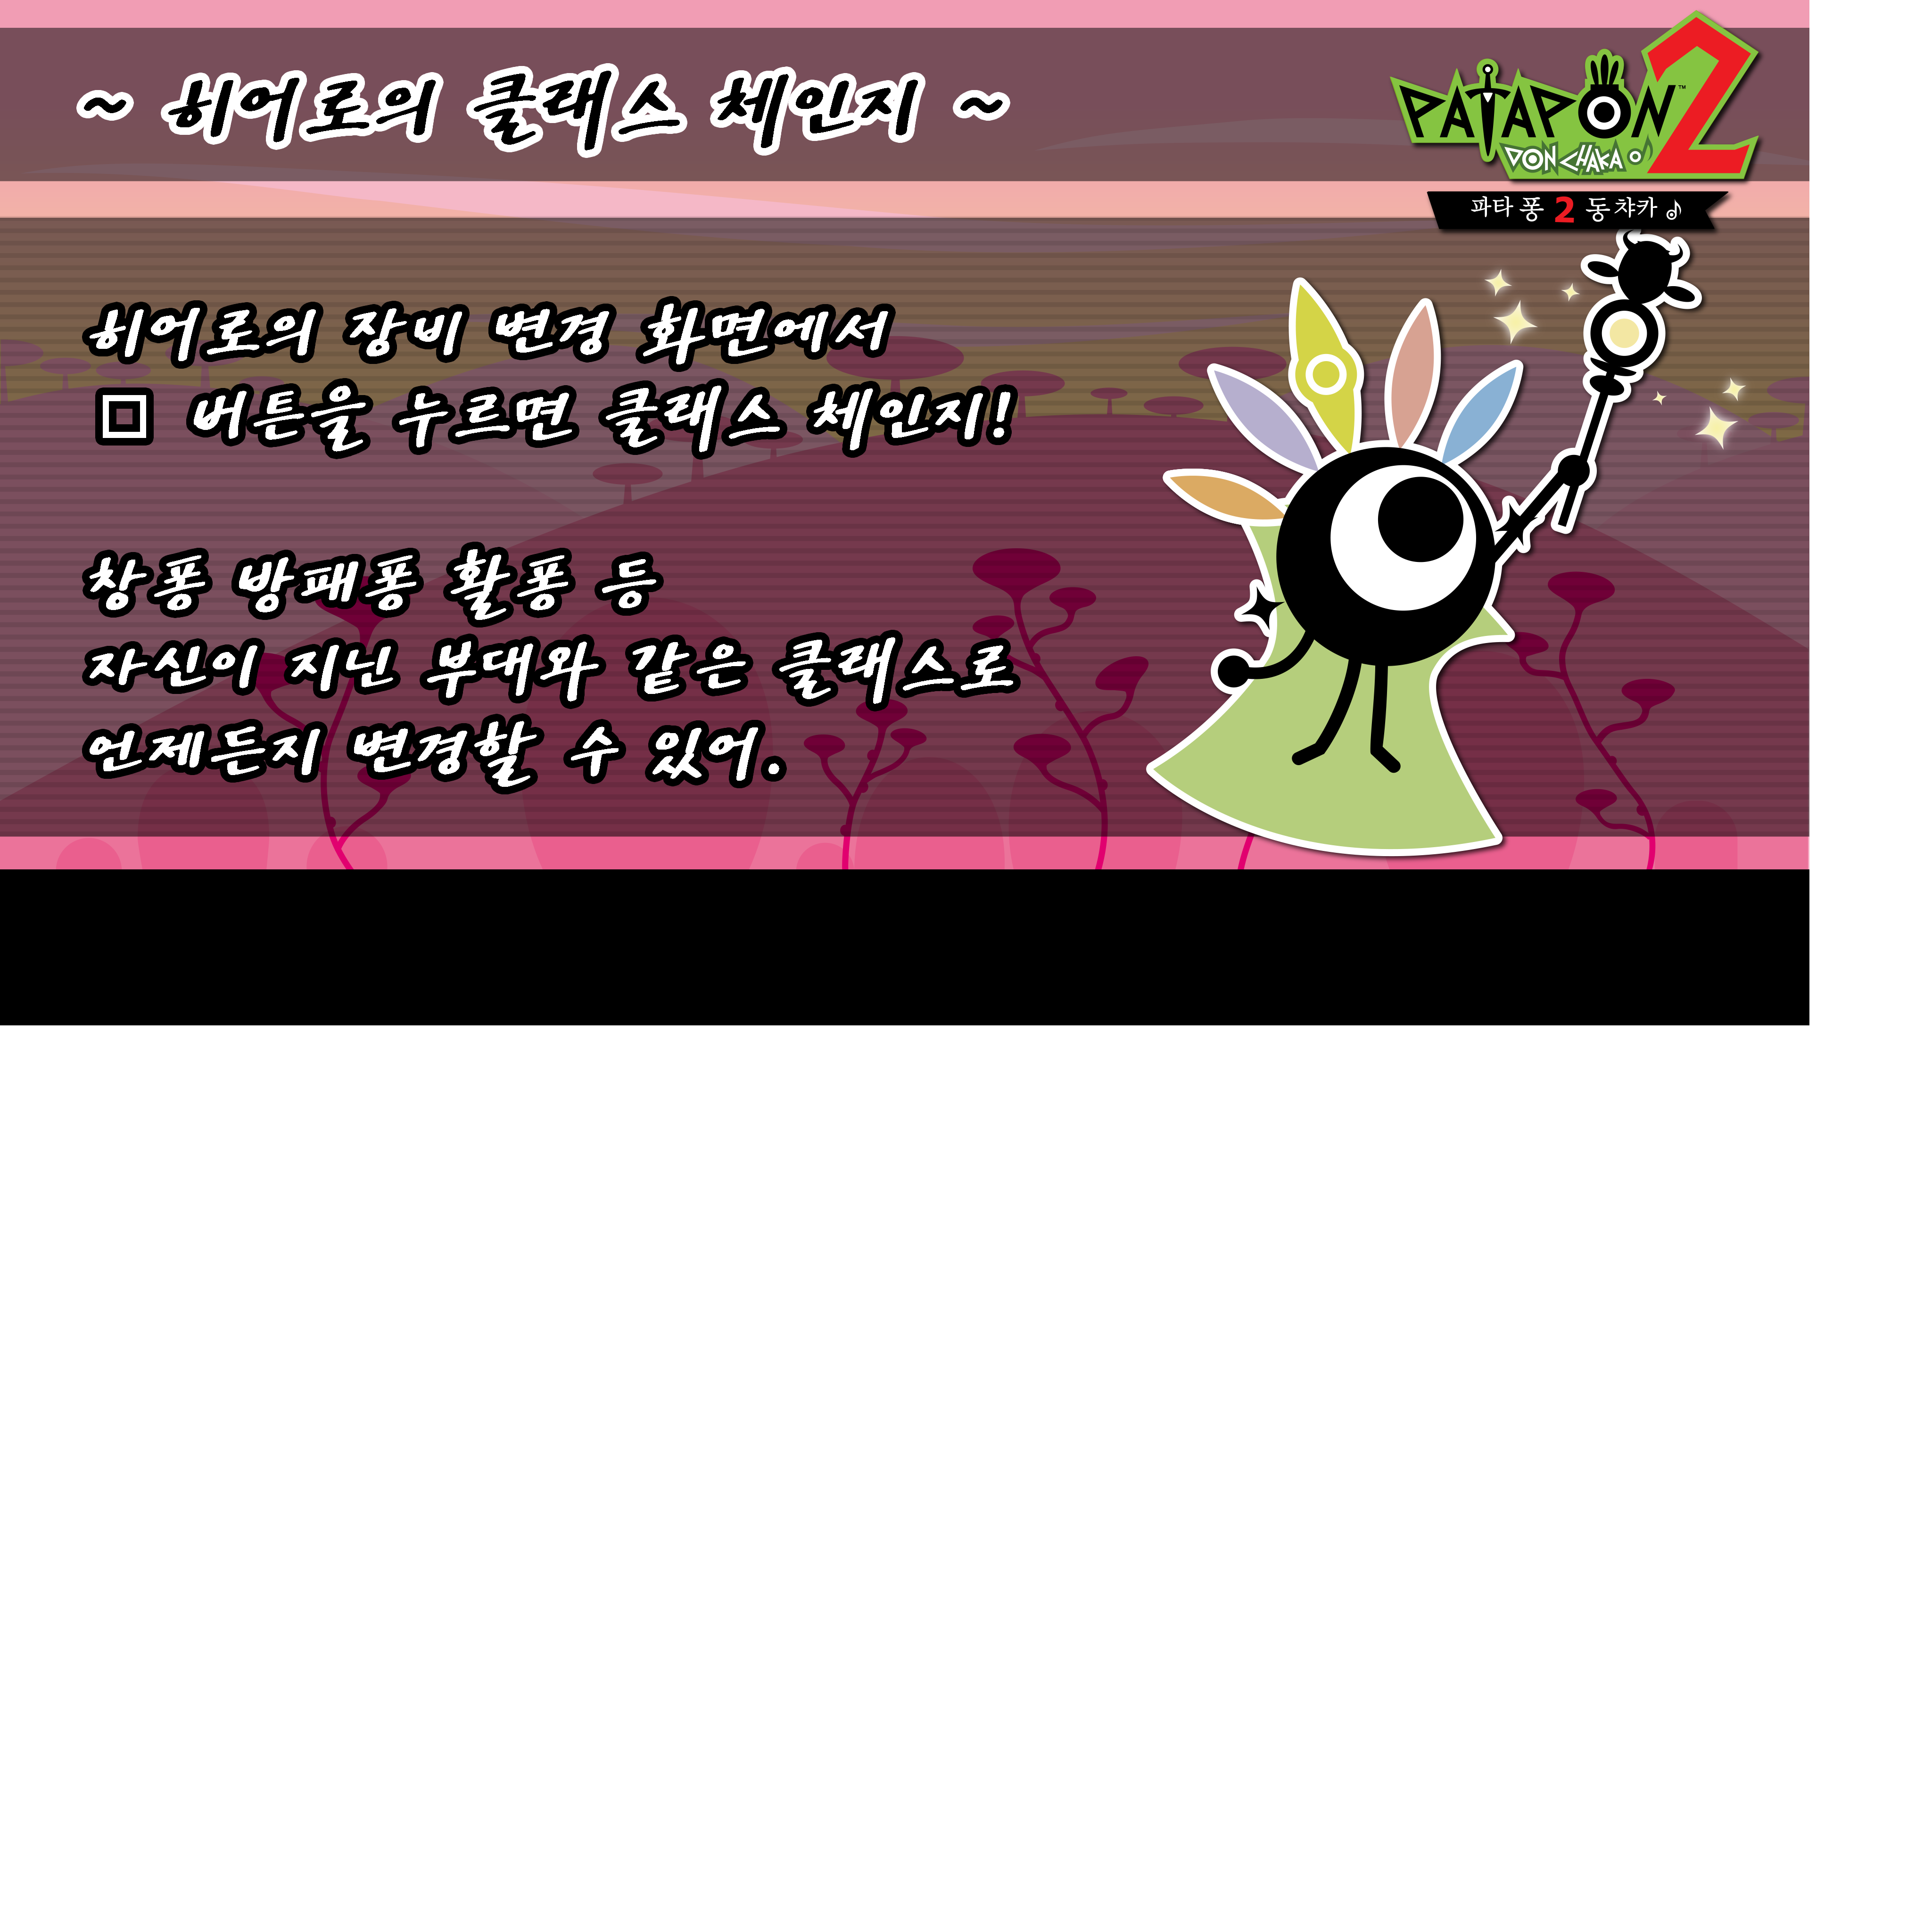 ~ 히어로의 클래스 체인지 ~
PATAPON 2 ™
DON CHAKA ♪
파타퐁 2 동챠카 ♪
히어로의 장비 변경 화면에서
□ 버튼을 누르면 클래스 체인지!
창퐁 방패퐁 활퐁 등
자신이 지닌 부대와 같은 클래스로
언제든지 변경할 수 있어.